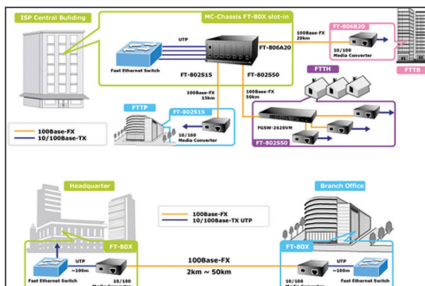 ISP Central Building
MC-Chassis FT-80X slot-in
UTP
FT-806A20
Fast Ethernet Switch
FT-802S15
FT-802S50
100Base-FX
20km
FT-806B20
10/100
Media Converter
FTTB
100Base-FX
15km
100Base-FX
50km
FTTH
FTTP
FT-802S15
10/100
Media Converter
FGSW-2620VM
FT-802S50
100Base-FX
10/100Base-TX
Headquarter
Branch Office
100Base-FX
10/100Base-TX UTP
FT-80X
FT-80X
UTP
~100m
100Base-FX
2km ~ 50km
UTP
~100m
Fast Ethernet Switch
10/100
Media Converter
10/100
Media Converter
Fast Ethernet Switch